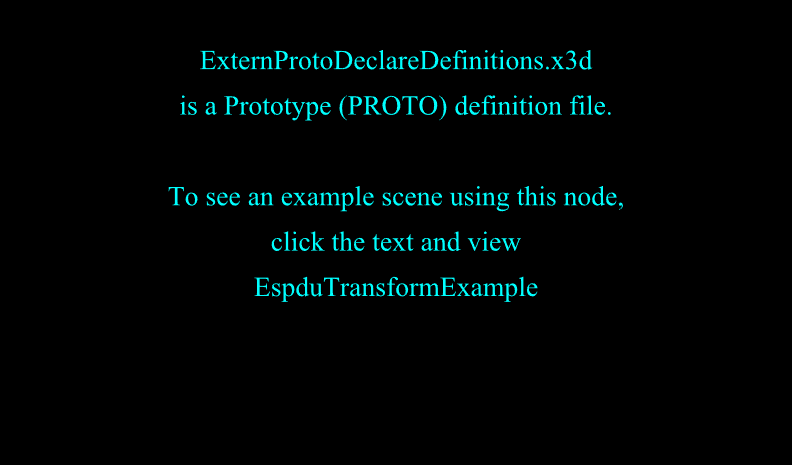 ExternProtoDeclareDefinitions.x3d
is a Prototype (PROTO) definition file.
To see an example scene using this node,
click the text and view
EspduTransformExample